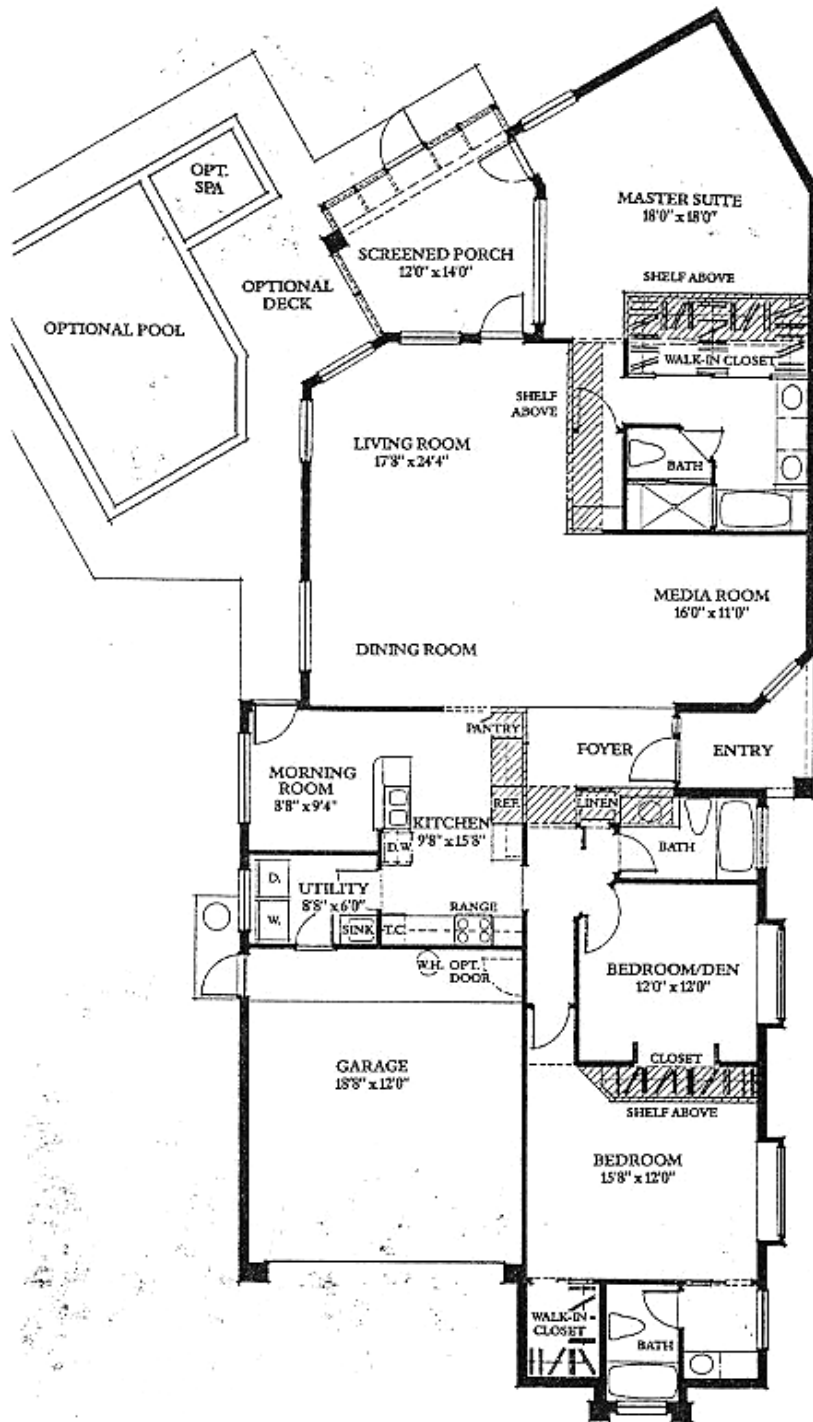 OPT.
SPA
MASTER SUITE
18'0" x 18'0"
SCREENED PORCH
12'0" x 14'0"
SHELF ABOVE
OPTIONAL
DECK
OPTIONAL POOL
WALK-IN CLOSET
SHELF
ABOVE
LIVING ROOM
17'8" x 24'4"
BATH
MEDIA ROOM
16'0" x 11'0"
DINING ROOM
PANTRY
FOYER
ENTRY
MORNING
ROOM
8'8" x 9'4"
REF.
LINEN
KITCHEN
9'8" x 15'8"
D.W.
BATH
D.
UTILITY
8'8" x 6'0"
W.
SINK
T.C.
RANGE
W.H.
OPT.
DOOR
BEDROOM/DEN
12'0" x 12'0"
GARAGE
18'8" x 12'0"
CLOSET
SHELF ABOVE
BEDROOM
15'8" x 12'0"
WALK-IN
CLOSET
BATH